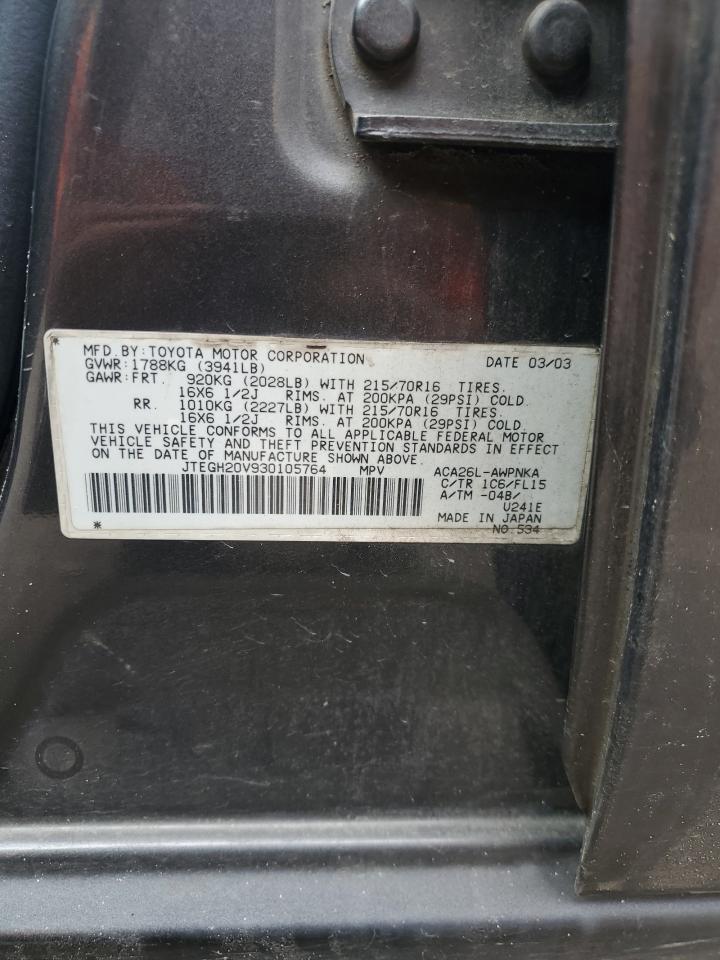 MFD.BY:TOYOTA MOTOR CORPORATION DATE 03/03
GVWR:1788KG (3941LB)
GAWR:FRT. 920KG (2028LB) WITH 215/70R16 TIRES.
16X6 1/2J RIMS. AT 200KPA (29PSI) COLD.
RR. 1010KG (2227LB) WITH 215/70R16 TIRES.
16X6 1/2J RIMS. AT 200KPA (29PSI) COLD.
THIS VEHICLE CONFORMS TO ALL APPLICABLE FEDERAL MOTOR
VEHICLE SAFETY AND THEFT PREVENTION STANDARDS IN EFFECT
ON THE DATE OF MANUFACTURE SHOWN ABOVE.
JTEGH20V930105764 MPV ACA26L-AWPNKA
C/TR 1C6/FL15
A/TM -04B/
U241E
MADE IN JAPAN
NO.534